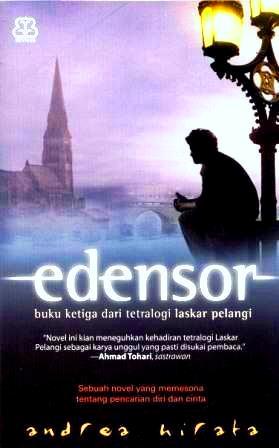 edensor
buku ketiga dari tetralogi laskar pelangi
"Novel ini kian meneguhkan kehadiran tetralogi Laskar
Pelangi sebagai karya unggul yang pasti disukai pembaca."
—Ahmad Tohari, sastrawan
Sebuah novel yang memesona
tentang pencarian diri dan cinta
andrea hirata